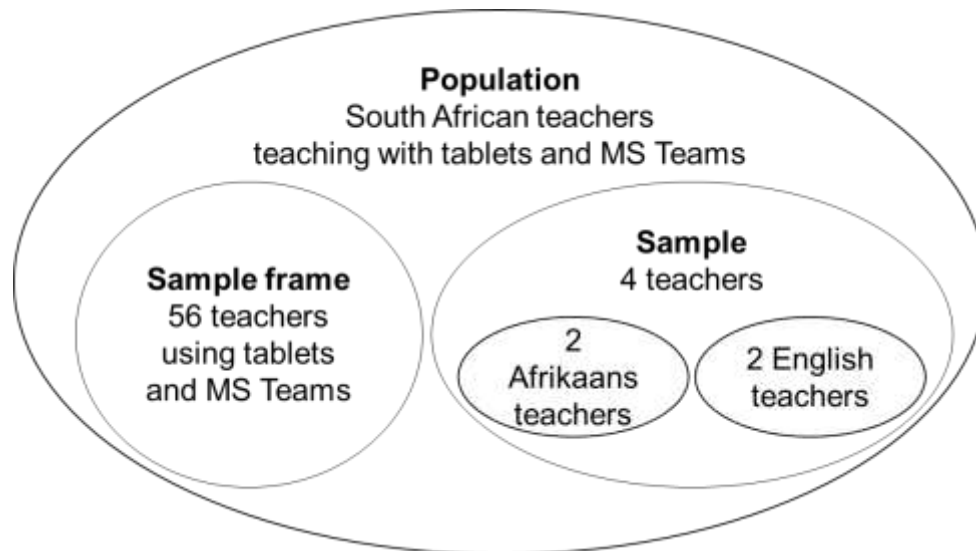 Population
South African teachers
teaching with tablets and MS Teams
Sample frame
56 teachers
using tablets
and MS Teams
Sample
4 teachers
2
Afrikaans
teachers
2 English
teachers